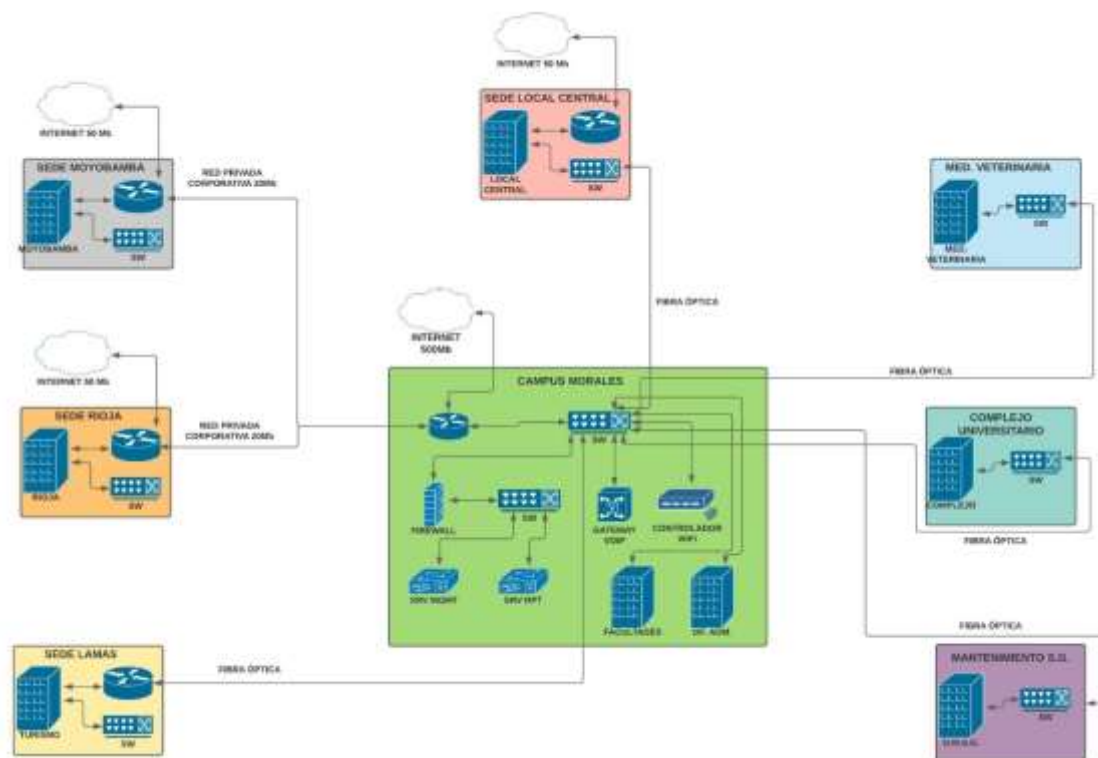 INTERNET 50 Mb
SEDE LOCAL CENTRAL
LOCAL
CENTRAL
SW
INTERNET 50 Mb
SEDE MOYOBAMBA
MOYOBAMBA
SW
RED PRIVADA
CORPORATIVA 20Mb
MED. VETERINARIA
MED.
VETERINARIA
SW
FIBRA ÓPTICA
INTERNET
500Mb
INTERNET 50 Mb
FIBRA ÓPTICA
CAMPUS MORALES
SW
FIREWALL
SW
GATEWAY
VOIP
CONTROLADOR
WIFI
FACULTADES
SEDE RIOJA
RIOJA
SW
RED PRIVADA
CORPORATIVA 20Mb
COMPLEJO
UNIVERSITARIO
COMPLEJO
SW
FIBRA ÓPTICA
FIBRA ÓPTICA
SEDE LAMAS
TURISMO
SW
FIBRA ÓPTICA
MANTENIMIENTO S.G.
SW